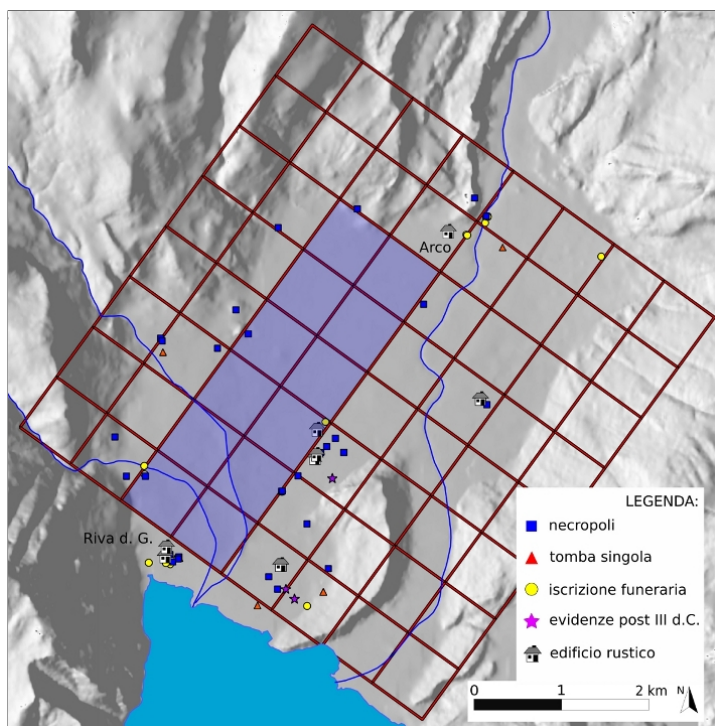 Arco
Riva d. G.
LEGENDA:
necropoli
tomba singola
iscrizione funeraria
evidenze post III d.C.
edificio rustico
0 1 2 km
N